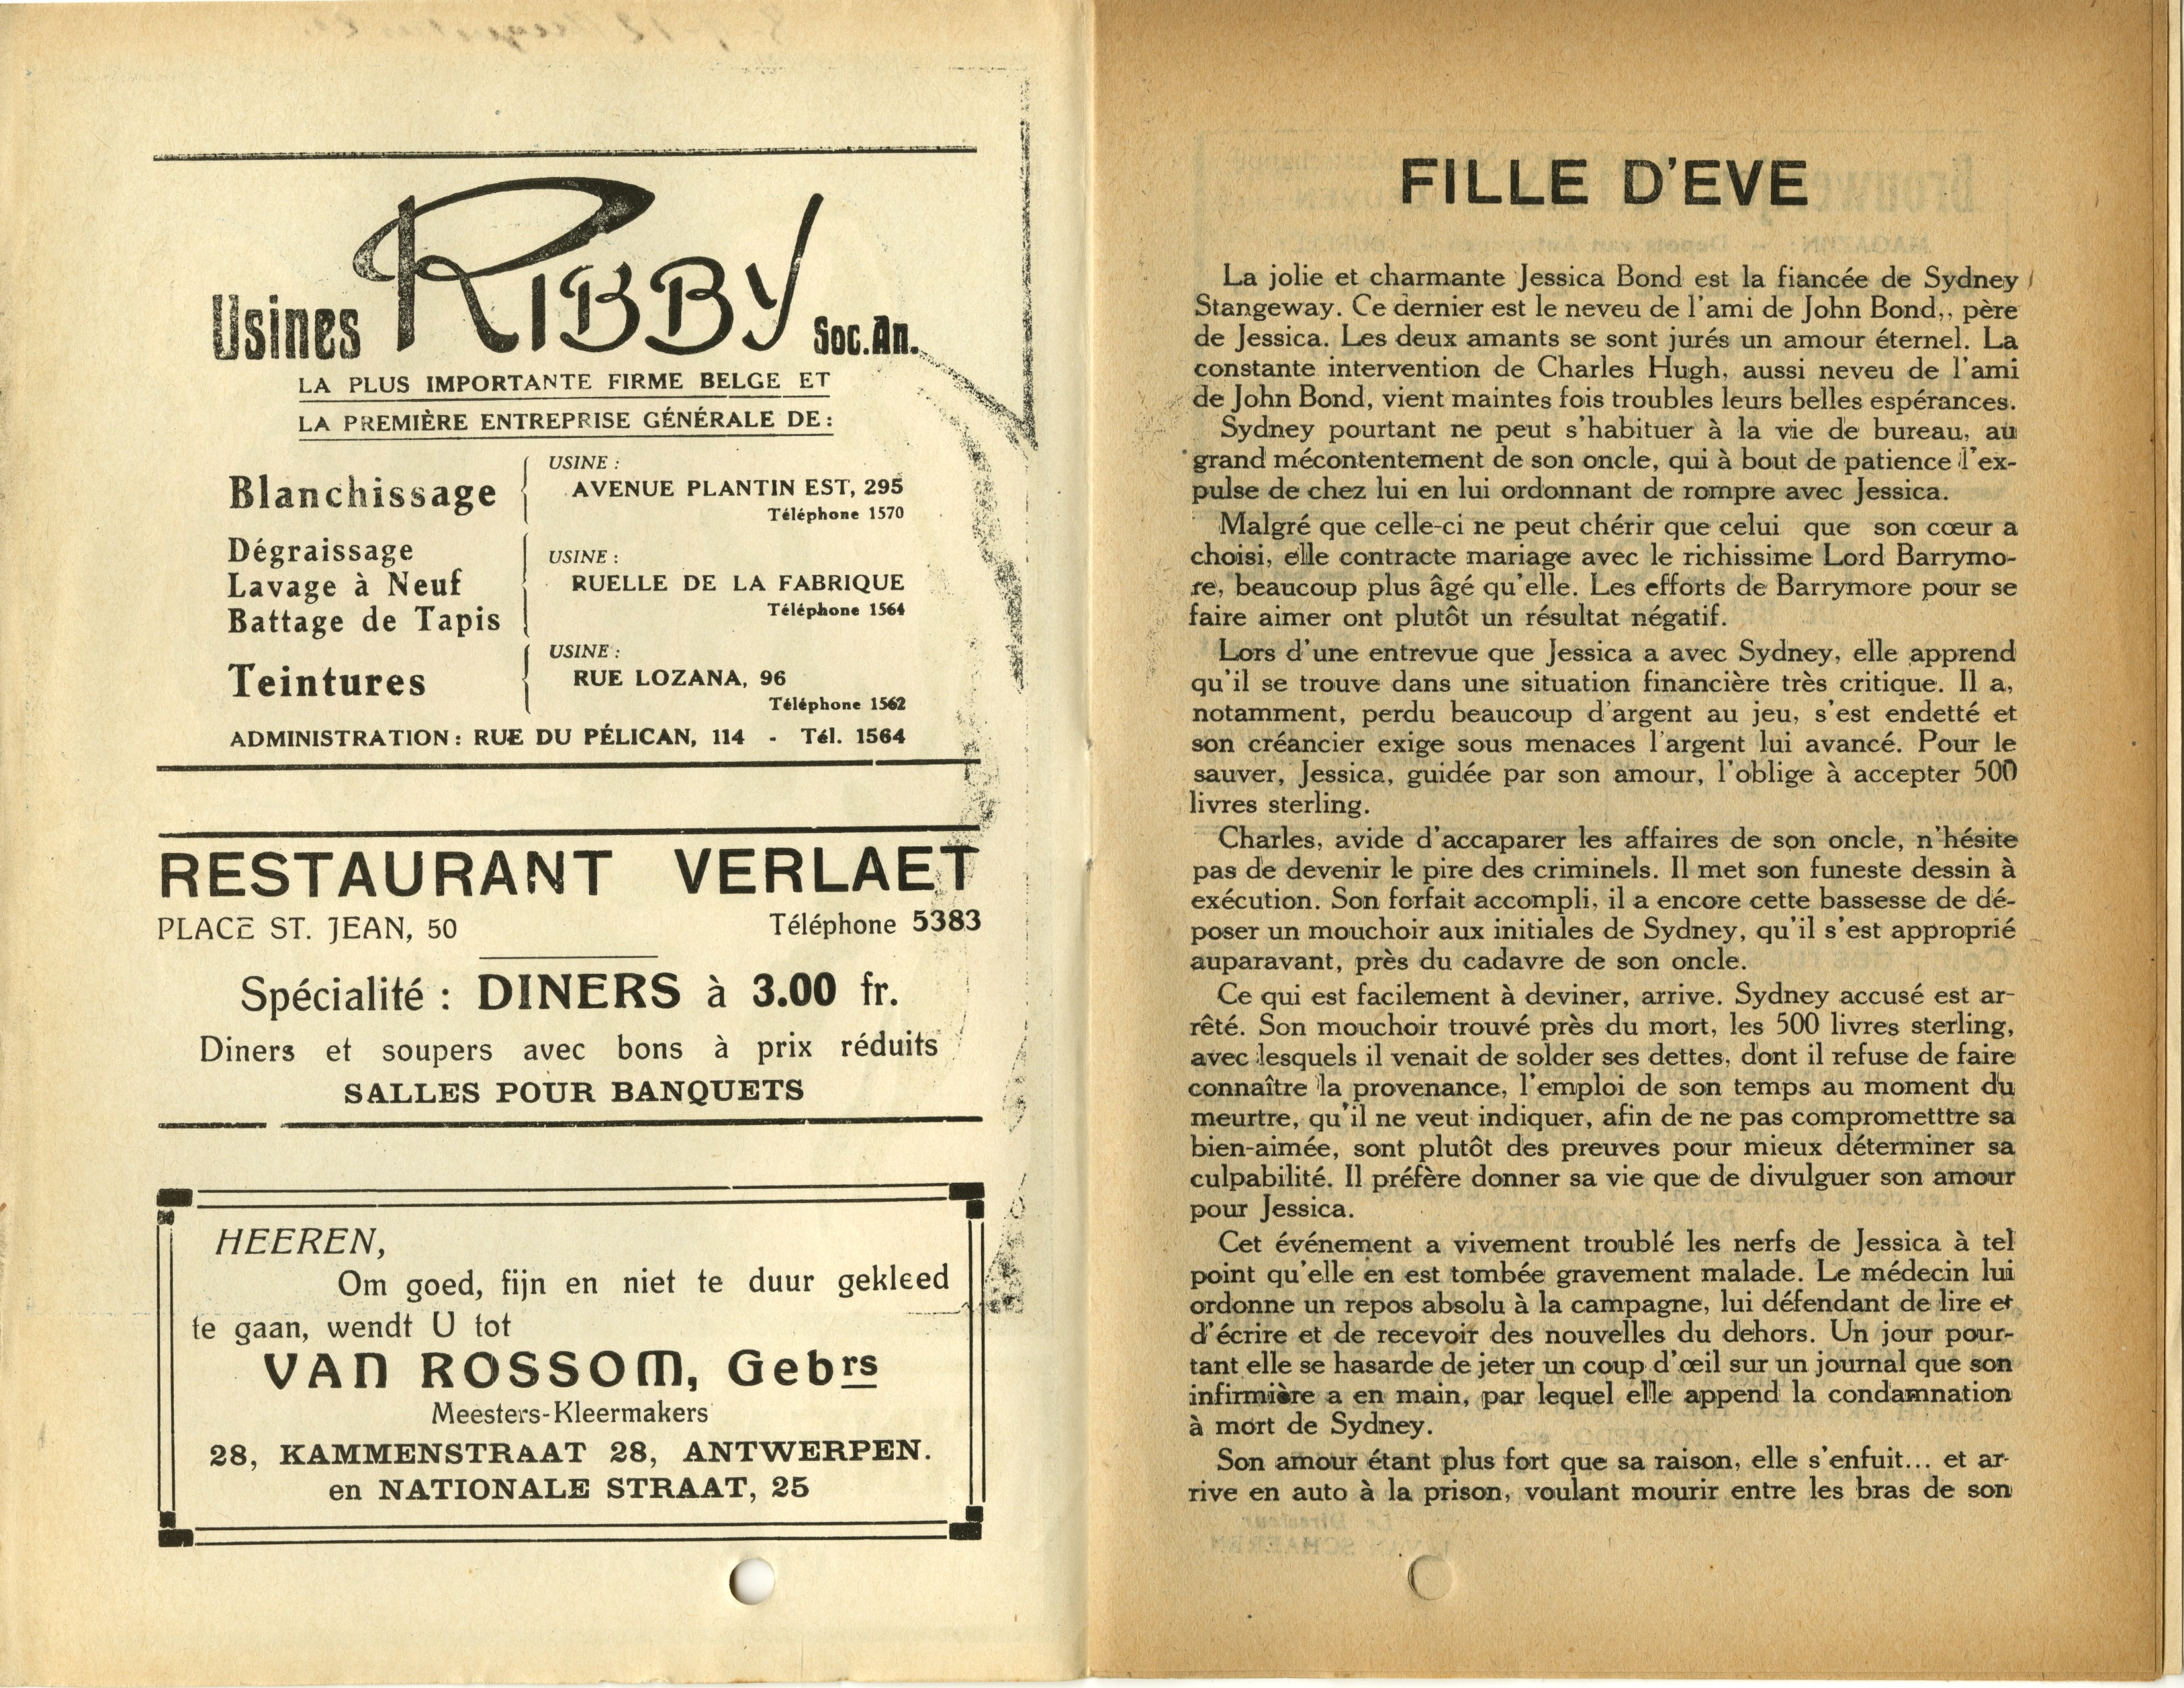 Usines RIBBY Soc. An.
LA PLUS IMPORTANTE FIRME BELGE ET
LA PREMIÈRE ENTREPRISE GÉNÉRALE DE:
Blanchissage
USINE :
AVENUE PLANTIN EST, 295
Téléphone 1570
Dégraissage
Lavage à Neuf
Battage de Tapis
USINE :
RUELLE DE LA FABRIQUE
Téléphone 1564
Teintures
USINE :
RUE LOZANA, 96
Téléphone 1562
ADMINISTRATION : RUE DU PÉLICAN, 114 - Tél. 1564
RESTAURANT VERLAET
PLACE ST. JEAN, 50 Téléphone 5383
Spécialité : DINERS à 3.00 fr.
Diners et soupers avec bons à prix réduits
SALLES POUR BANQUETS
HEEREN,
Om goed, fijn en niet te duur gekleed
te gaan, wendt U tot
VAN ROSSOM, Gebrs
Meesters-Kleermakers
28, KAMMENSTRAAT 28, ANTWERPEN.
en NATIONALE STRAAT, 25
FILLE D'EVE
La jolie et charmante Jessica Bond est la fiancée de Sydney
Stangeway. Ce dernier est le neveu de l'ami de John Bond,, père
de Jessica. Les deux amants se sont jurés un amour éternel. La
constante intervention de Charles Hugh, aussi neveu de l'ami
de John Bond, vient maintes fois troubles leurs belles espérances.
Sydney pourtant ne peut s'habituer à la vie de bureau, au
grand mécontentement de son oncle, qui à bout de patience l'ex-
pulse de chez lui en lui ordonnant de rompre avec Jessica.
Malgré que celle-ci ne peut chérir que celui que son cœur a
choisi, elle contracte mariage avec le richissime Lord Barrymo-
re, beaucoup plus âgé qu'elle. Les efforts de Barrymore pour se
faire aimer ont plutôt un résultat négatif.
Lors d'une entrevue que Jessica a avec Sydney, elle apprend
qu'il se trouve dans une situation financière très critique. Il a,
notamment, perdu beaucoup d'argent au jeu, s'est endetté et
son créancier exige sous menaces l'argent lui avancé. Pour le
sauver, Jessica, guidée par son amour, l'oblige à accepter 500
livres sterling.
Charles, avide d'accaparer les affaires de son oncle, n'hésite
pas de devenir le pire des criminels. Il met son funeste dessin à
exécution. Son forfait accompli, il a encore cette bassesse de dé-
poser un mouchoir aux initiales de Sydney, qu'il s'est approprié
auparavant, près du cadavre de son oncle.
Ce qui est facilement à deviner, arrive. Sydney accusé est ar-
rêté. Son mouchoir trouvé près du mort, les 500 livres sterling,
avec lesquels il venait de solder ses dettes, dont il refuse de faire
connaître la provenance, l'emploi de son temps au moment du
meurtre, qu'il ne veut indiquer, afin de ne pas comprometttre sa
bien-aimée, sont plutôt des preuves pour mieux déterminer sa
culpabilité. Il préfère donner sa vie que de divulguer son amour
pour Jessica.
Cet événement a vivement troublé les nerfs de Jessica à tel
point qu'elle en est tombée gravement malade. Le médecin lui
ordonne un repos absolu à la campagne, lui défendant de lire et
d'écrire et de recevoir des nouvelles du dehors. Un jour pour-
tant elle se hasarde de jeter un coup d'œil sur un journal que son
infirmière a en main, par lequel elle append la condamnation
à mort de Sydney.
Son amour étant plus fort que sa raison, elle s'enfuit... et ar-
rive en auto à la prison, voulant mourir entre les bras de son